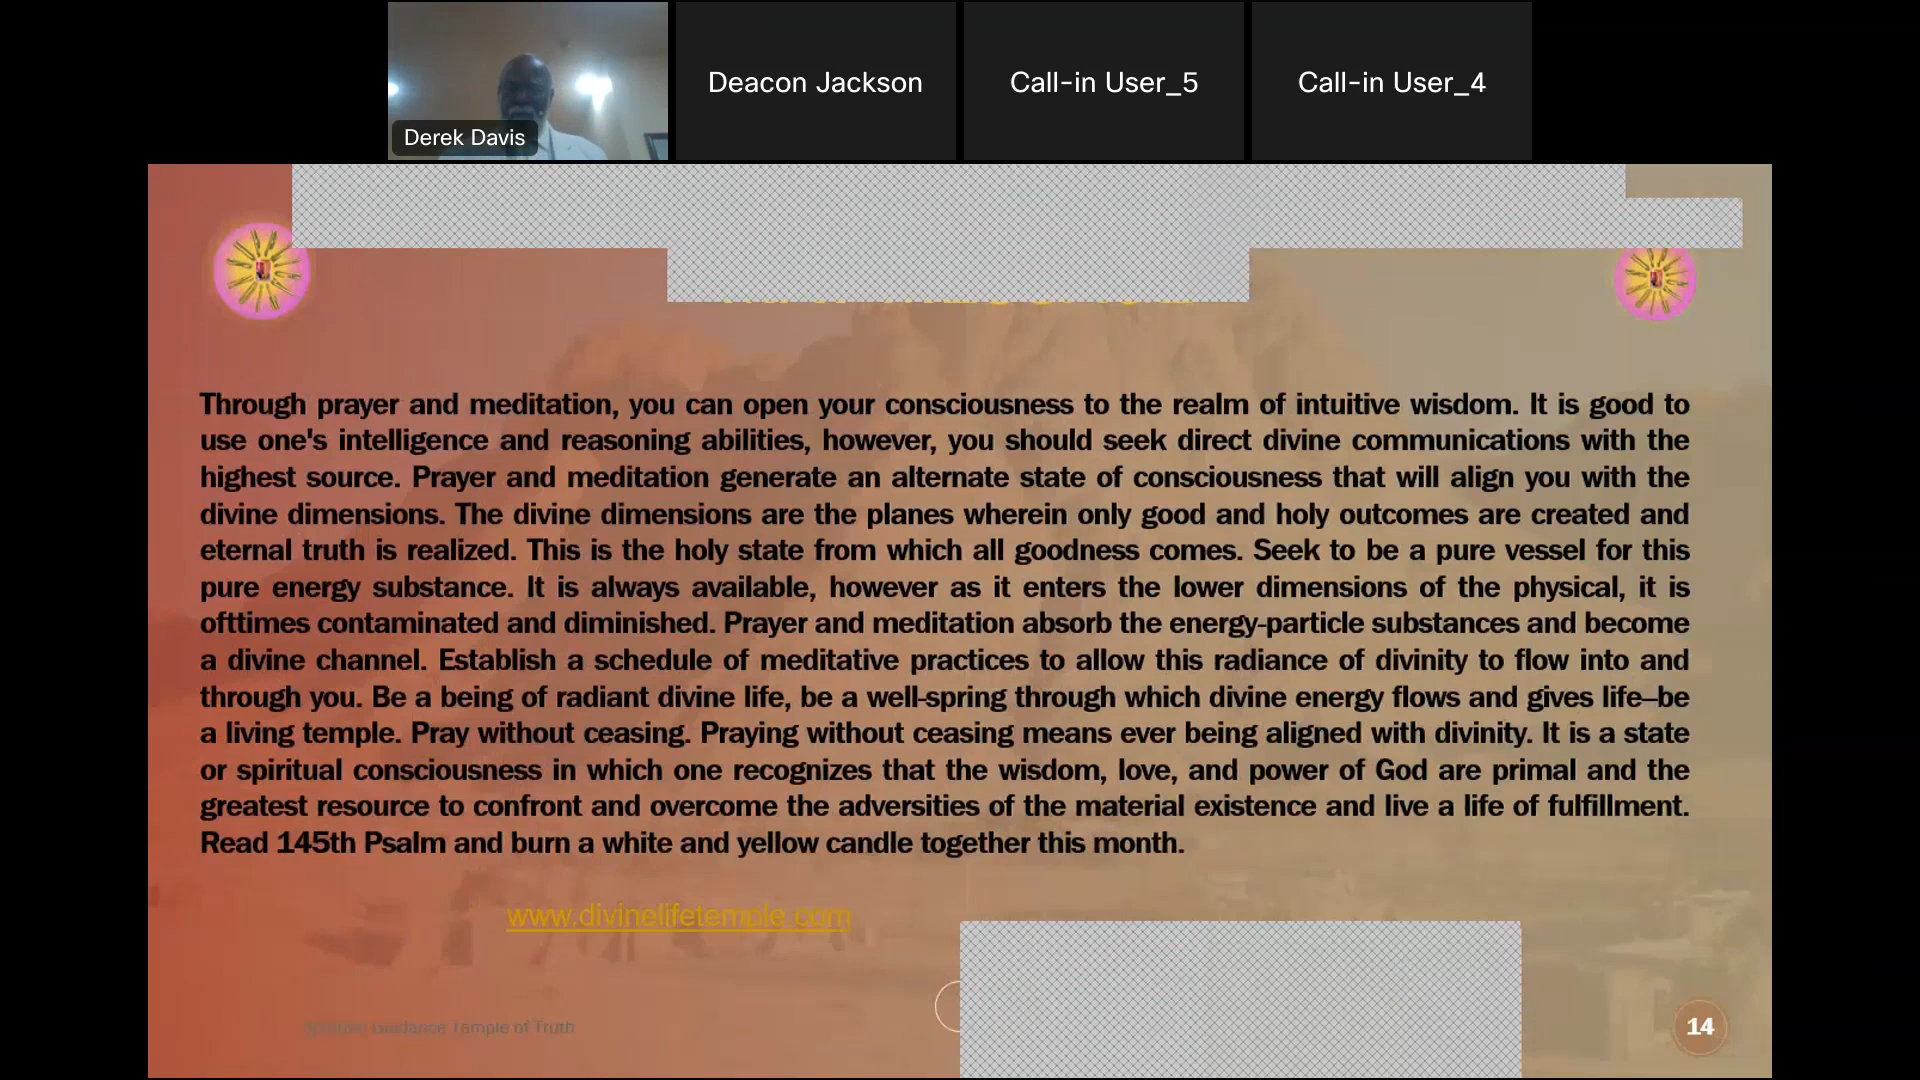 Derek Davis
Deacon Jackson
Call-in User_5
Call-in User_4
Through prayer and meditation, you can open your consciousness to the realm of intuitive wisdom. It is good to
use one's intelligence and reasoning abilities, however, you should seek direct divine communications with the
highest source. Prayer and meditation generate an alternate state of consciousness that will align you with the
divine dimensions. The divine dimensions are the planes wherein only good and holy outcomes are created and
eternal truth is realized. This is the holy state from which all goodness comes. Seek to be a pure vessel for this
pure energy substance. It is always available, however as it enters the lower dimensions of the physical, it is
ofttimes contaminated and diminished. Prayer and meditation absorb the energy-particle substances and become
a divine channel. Establish a schedule of meditative practices to allow this radiance of divinity to flow into and
through you. Be a being of radiant divine life, be a well-spring through which divine energy flows and gives life–be
a living temple. Pray without ceasing. Praying without ceasing means ever being aligned with divinity. It is a state
or spiritual consciousness in which one recognizes that the wisdom, love, and power of God are primal and the
greatest resource to confront and overcome the adversities of the material existence and live a life of fulfillment.
Read 145th Psalm and burn a white and yellow candle together this month.
www.divinelifetemple.com
Spiritual Guidance Temple of Truth
14